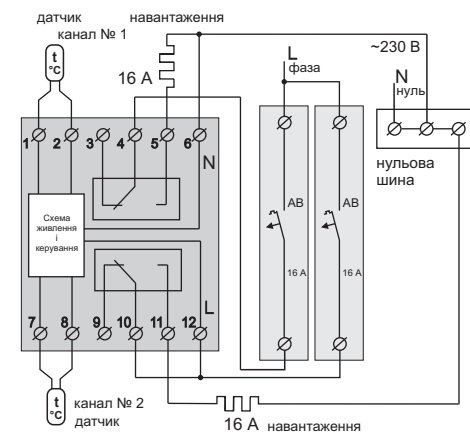 датчик
канал № 1
навантаження
16 А
t
°C
L
фаза
~230 В
N
нуль
нульова
шина
1 2 3 4 5 6
N
Схема
живлення
і
керування
АВ
АВ
16 А
16 А
L
7 8 9 10 11 12
t
°C
канал № 2
датчик
16 А навантаження